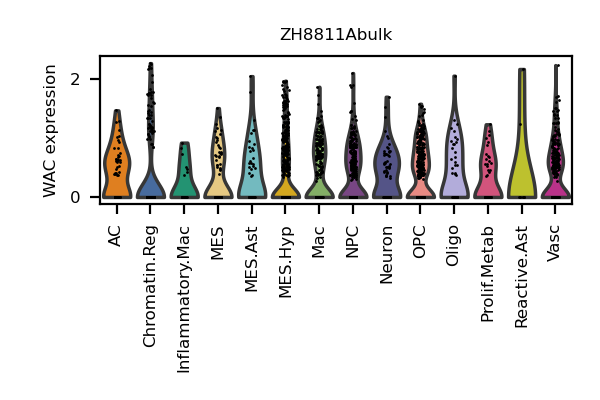 ZH8811Abulk
WAC expression
2
0
AC
Chromatin.Reg
Inflammatory.Mac
MES
MES.Ast
MES.Hyp
Mac
NPC
Neuron
OPC
Oligo
Prolif.Metab
Reactive.Ast
Vasc